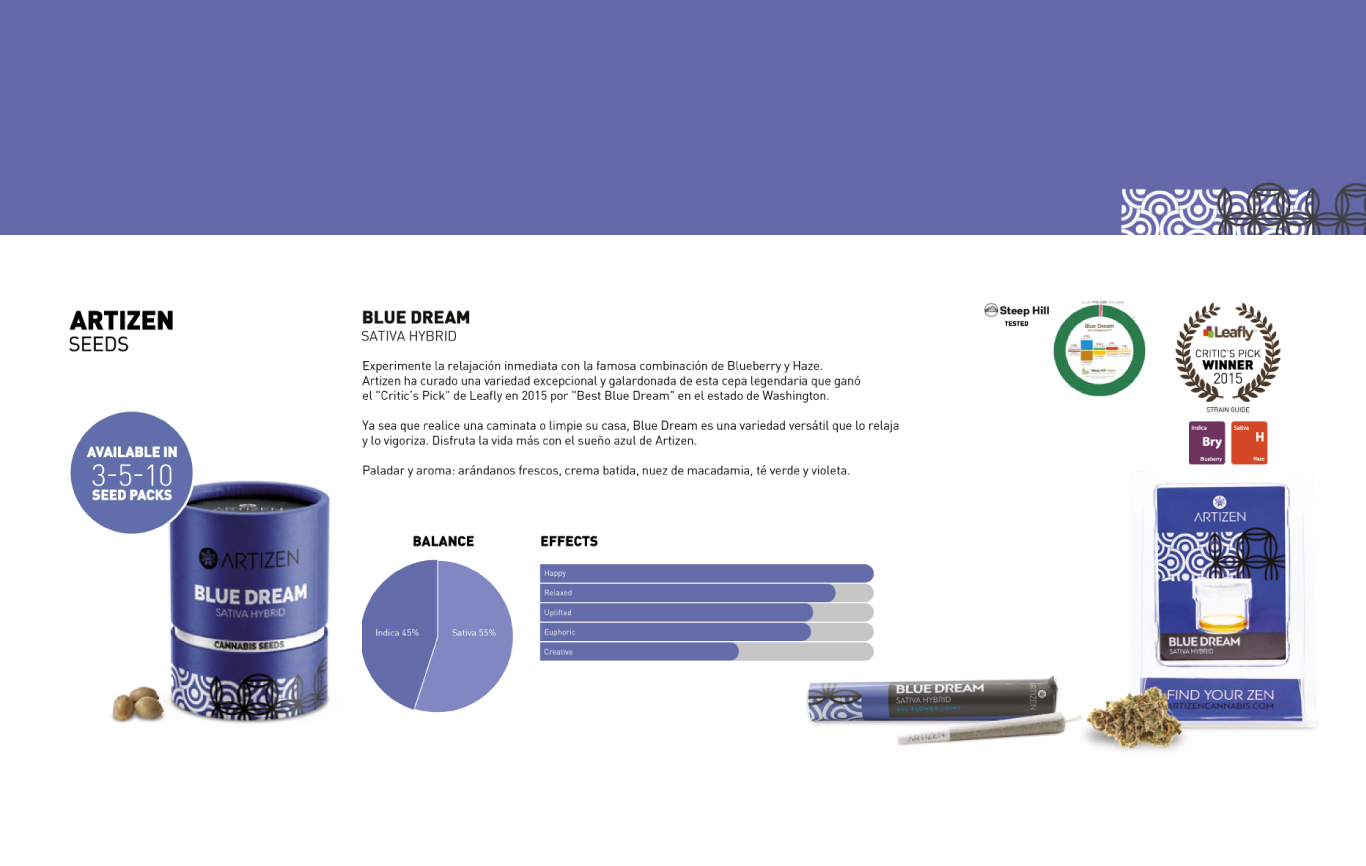 ARTIZEN
SEEDS
AVAILABLE IN
3-5-10
SEED PACKS
ARTIZEN
BLUE DREAM
SATIVA HYBRID
CANNABIS SEEDS
BLUE DREAM
SATIVA HYBRID
Experimente la relajación inmediata con la famosa combinación de Blueberry y Haze.
Artizen ha curado una variedad excepcional y galardonada de esta cepa legendaria que ganó
el "Critic's Pick" de Leafly en 2015 por "Best Blue Dream" en el estado de Washington.
Ya sea que realice una caminata o limpie su casa, Blue Dream es una variedad versátil que lo relaja
y lo vigoriza. Disfruta la vida más con el sueño azul de Artizen.
Paladar y aroma: arándanos frescos, crema batida, nuez de macadamia, té verde y violeta.
BALANCE
Indica 45%
Sativa 55%
EFFECTS
Happy
Relaxed
Uplifted
Euphoric
Creative
Steep Hill
TESTED
Blue Dream
Leafly
CRITIC'S PICK
WINNER
2015
STRAIN GUIDE
Indica
Bry
Blueberry
Sativa
H
Haze
ARTIZEN
BLUE DREAM
SATIVA HYBRID
FIND YOUR ZEN
ARTIZENCANNABIS.COM
BLUE DREAM
SATIVA HYBRID
ARTIZEN
ARTIZEN